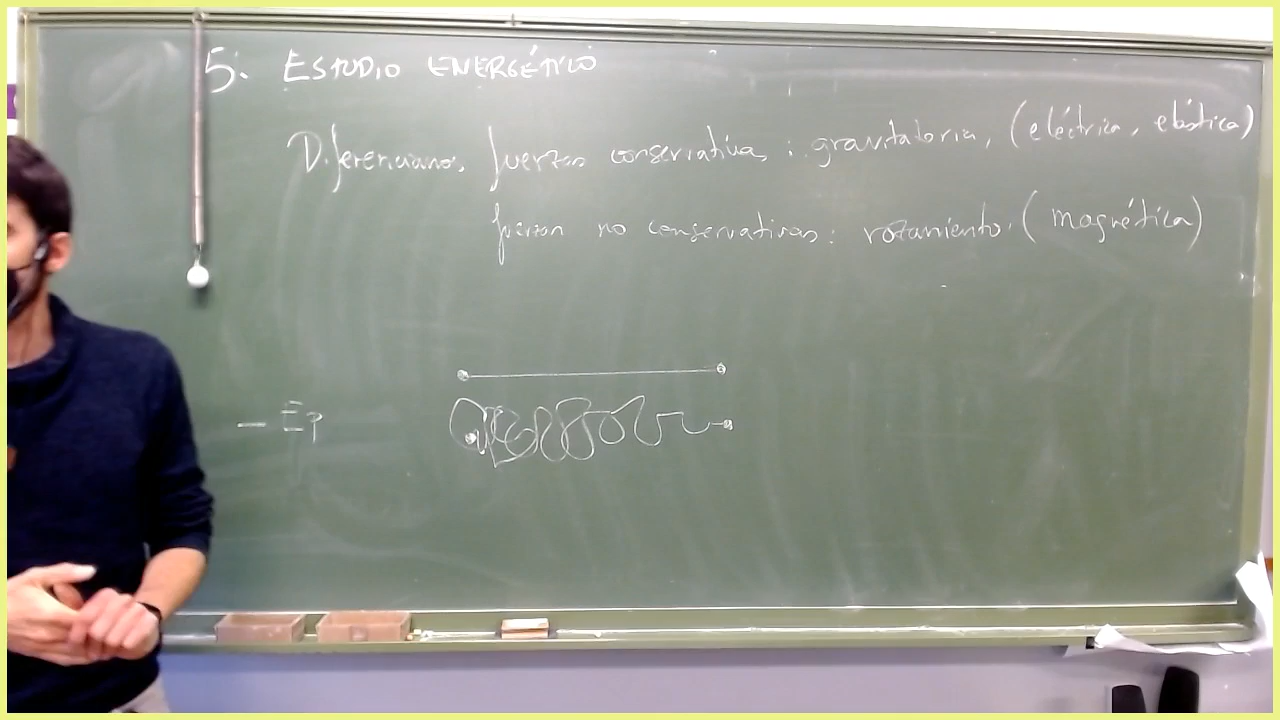 5: ESTUDIO ENERGÉTICO
Diferenciamos fuerzas conservativas: gravitatoria, (eléctrica, elástica)
fuerzas no conservativas: rozamiento. (magnética)
— Ep